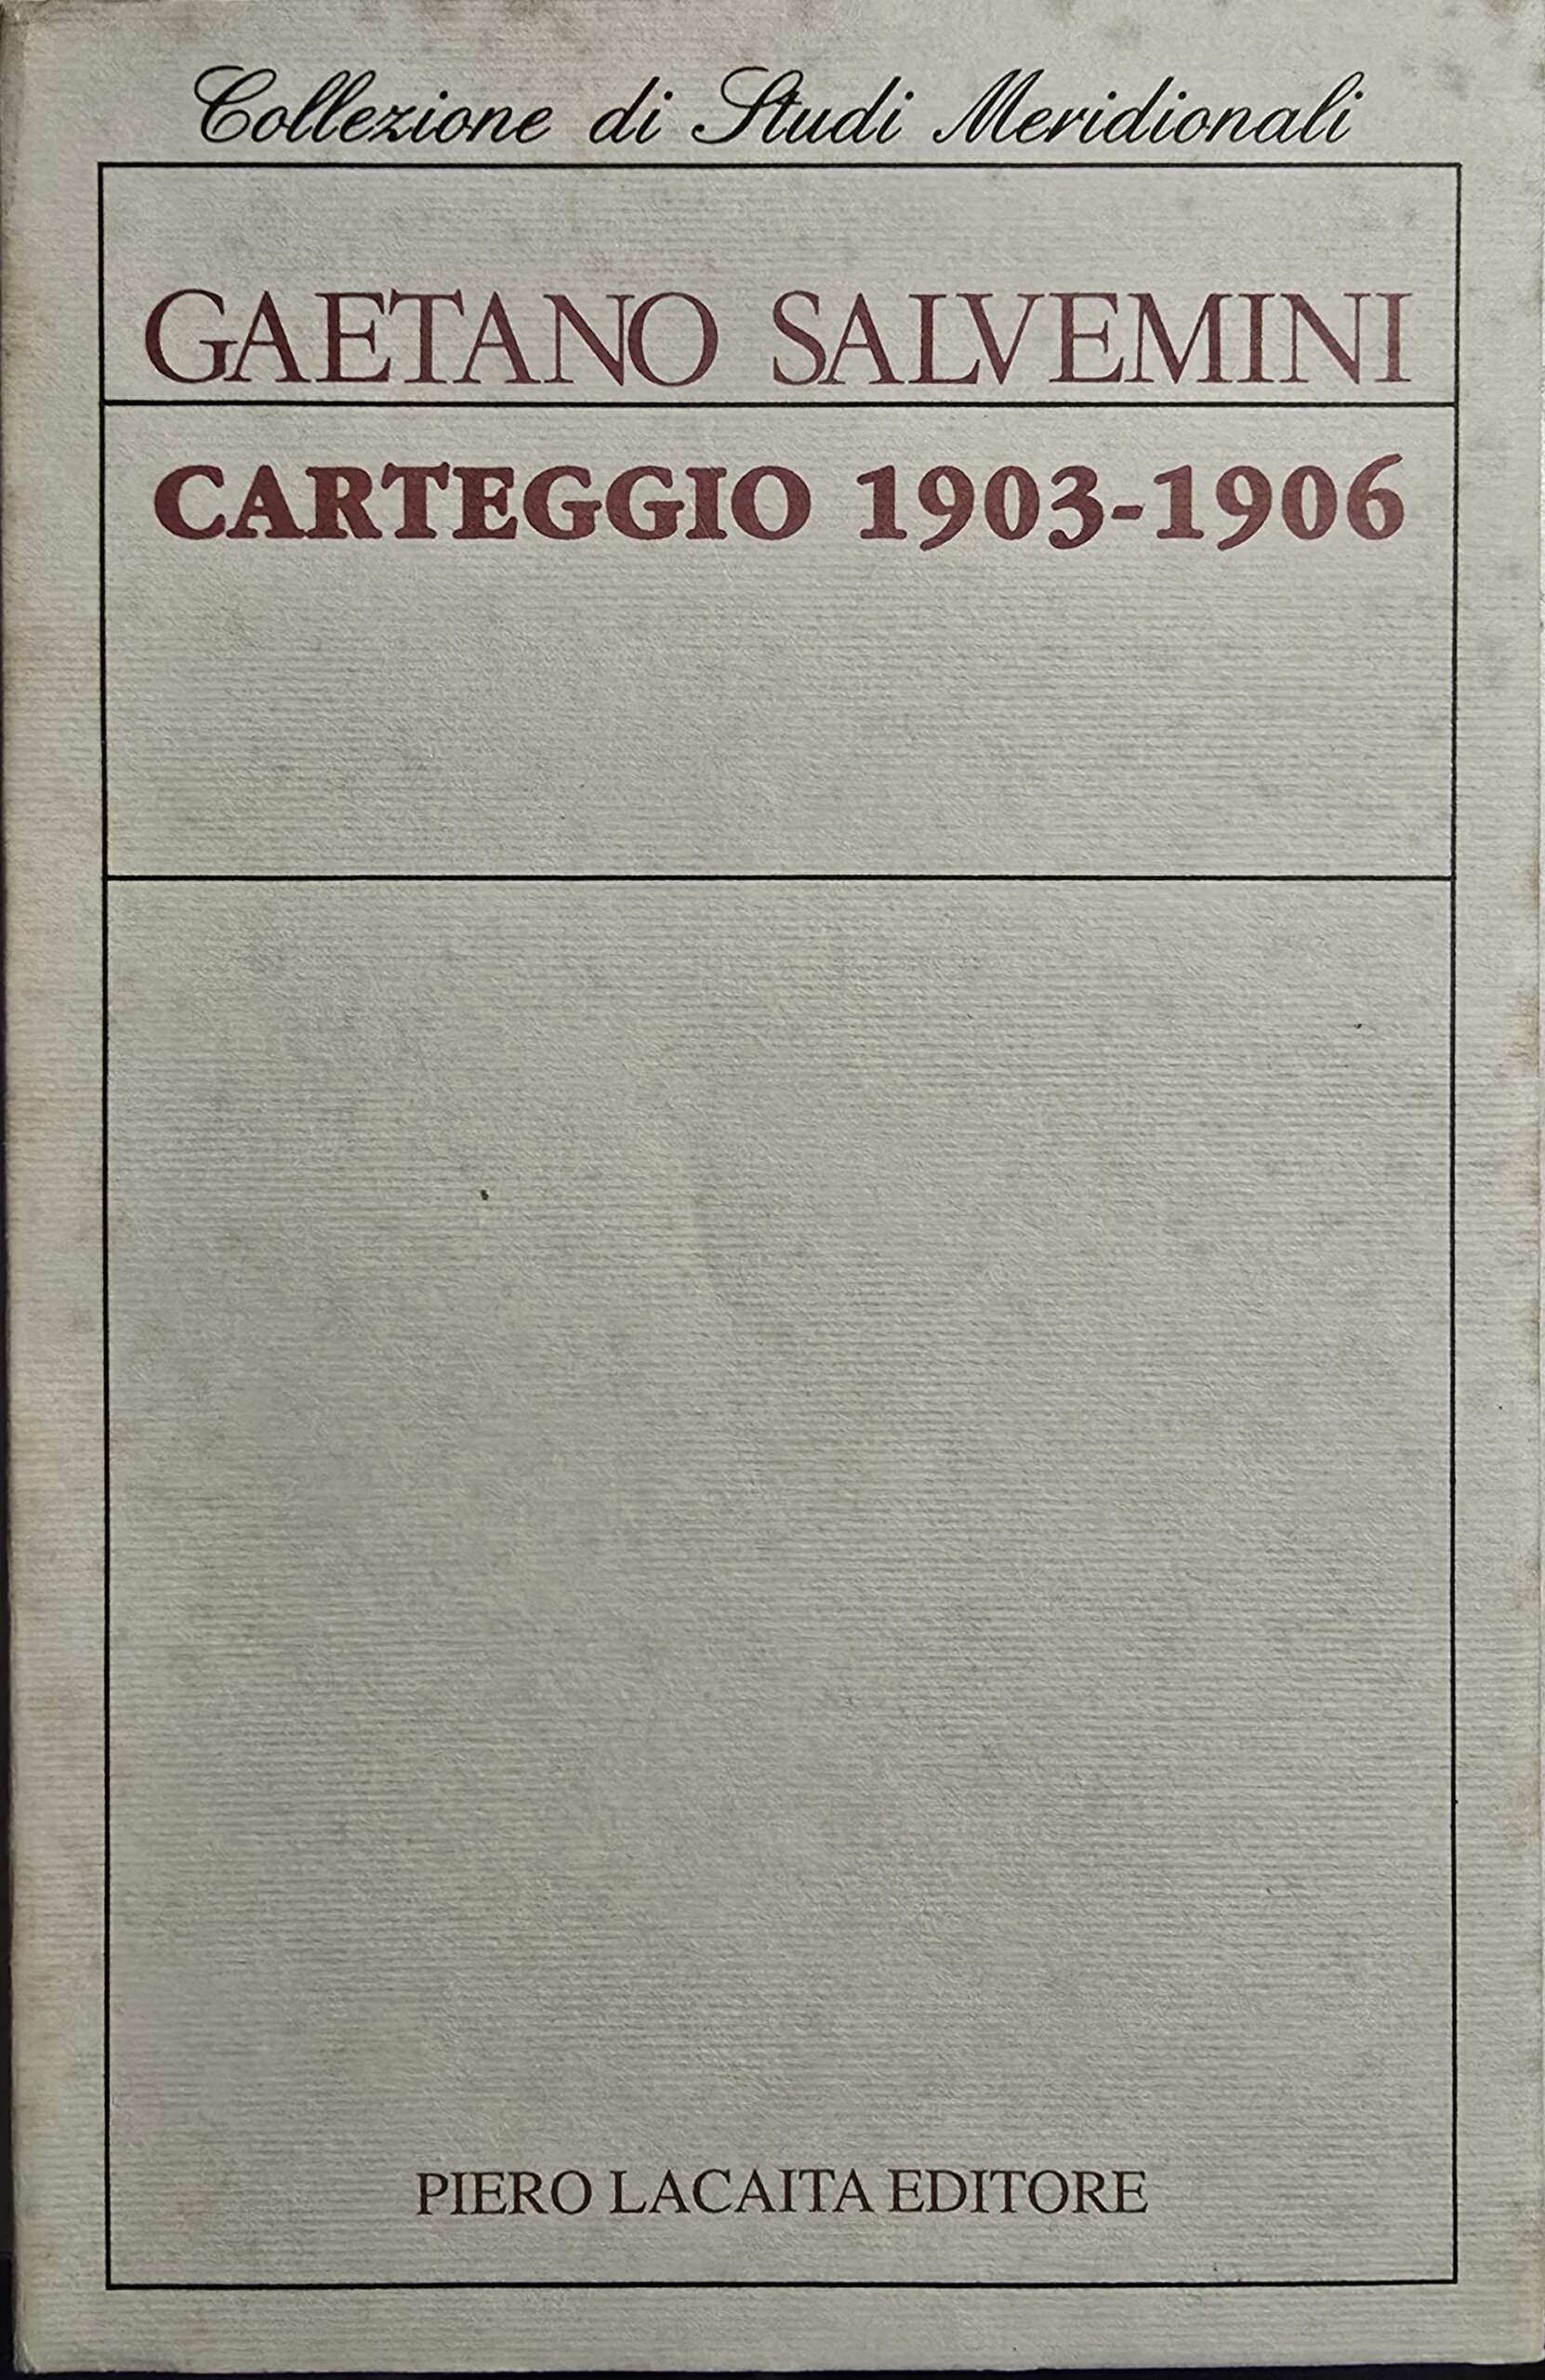 Collezione di Studi Meridionali
GAETANO SALVEMINI
CARTEGGIO 1903-1906
PIERO LACAITA EDITORE